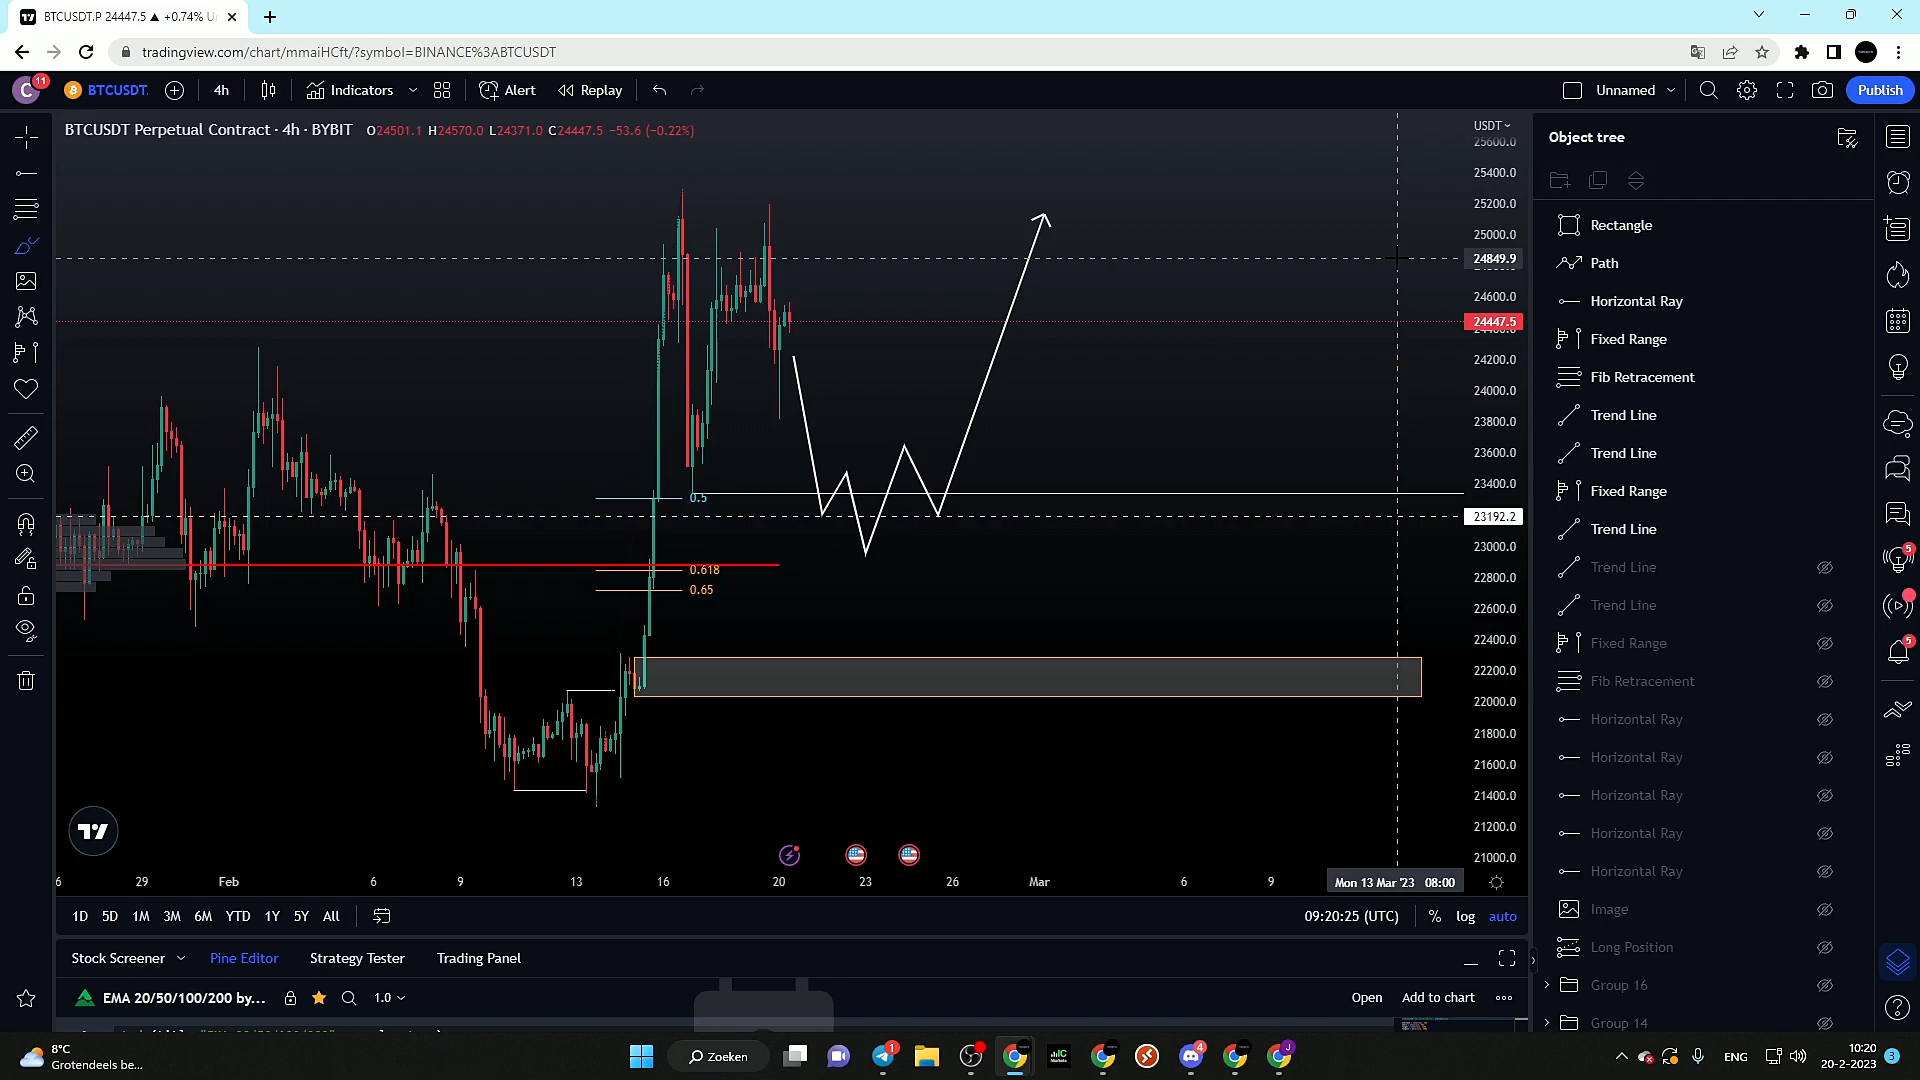 BTCUSDT.P 24447.5 ▲ +0.74% U
tradingview.com/chart/mmaiHCft/?symbol=BINANCE%3ABTCUSDT
C 11 BTCUSDT. 4h Indicators Alert Replay Unnamed Publish
BTCUSDT Perpetual Contract · 4h · BYBIT O24501.1 H24570.0 L24371.0 C24447.5 −53.6 (−0.22%)
USDT
25600.0
25400.0
25200.0
25000.0
24849.9
24600.0
24447.5
24200.0
24000.0
23800.0
23600.0
23400.0
23192.2
23000.0
22800.0
22600.0
22400.0
22200.0
22000.0
21800.0
21600.0
21400.0
21200.0
21000.0
0.5
0.618
0.65
6 29 Feb 6 9 13 16 20 23 26 Mar 6 9 Mon 13 Mar '23 08:00
1D 5D 1M 3M 6M YTD 1Y 5Y All 09:20:25 (UTC) % log auto
Stock Screener Pine Editor Strategy Tester Trading Panel
EMA 20/50/100/200 by... 1.0 Open Add to chart
Object tree
Rectangle
Path
Horizontal Ray
Fixed Range
Fib Retracement
Trend Line
Trend Line
Fixed Range
Trend Line
Trend Line
Trend Line
Fixed Range
Fib Retracement
Horizontal Ray
Horizontal Ray
Horizontal Ray
Horizontal Ray
Horizontal Ray
Image
Long Position
Group 16
Group 14
5
5
8°C
Grotendeels be...
Zoeken
1
4
J
ENG
10:20
20-2-2023
3